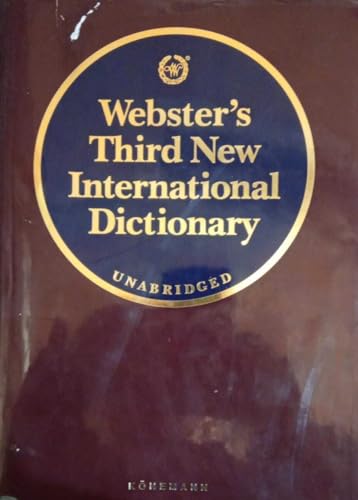 Webster's
Third New
International
Dictionary
UNABRIDGED
KÖNEMANN